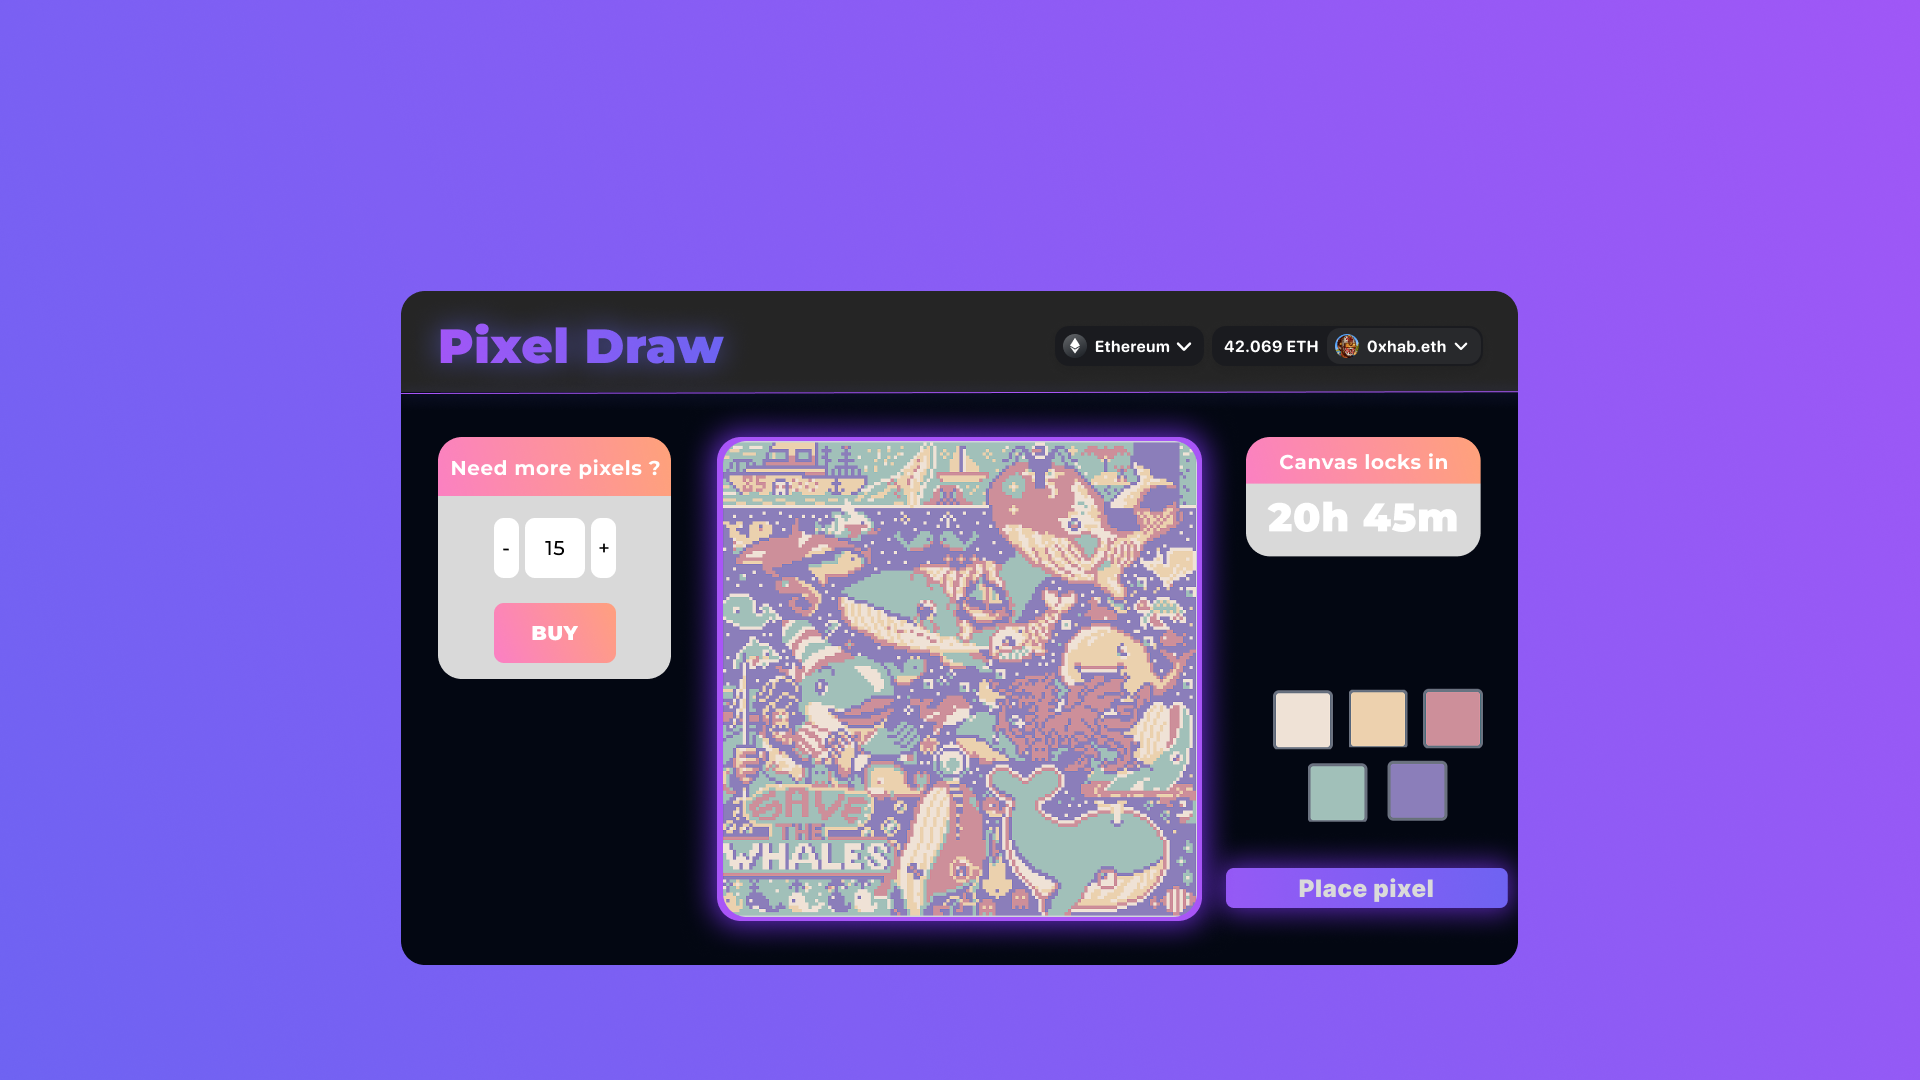 Pixel Draw
Ethereum
42.069 ETH
0xhab.eth
Need more pixels ?
- 15 +
BUY
Canvas locks in
20h 45m
SAVE
THE
WHALES
Place pixel